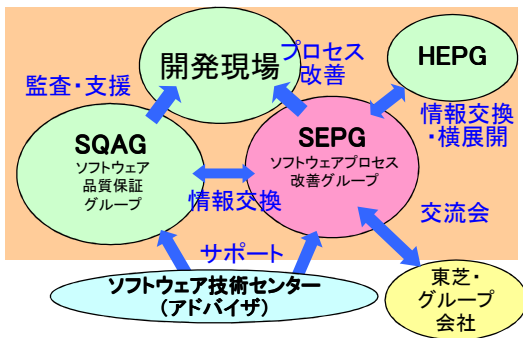 開発現場
プロセス
改善
HEPG
監査・支援
SQAG
ソフトウェア
品質保証
グループ
SEPG
ソフトウェアプロセス
改善グループ
情報交換
・横展開
情報交換
交流会
サポート
ソフトウェア技術センター
（アドバイザ）
東芝・
グループ
会社